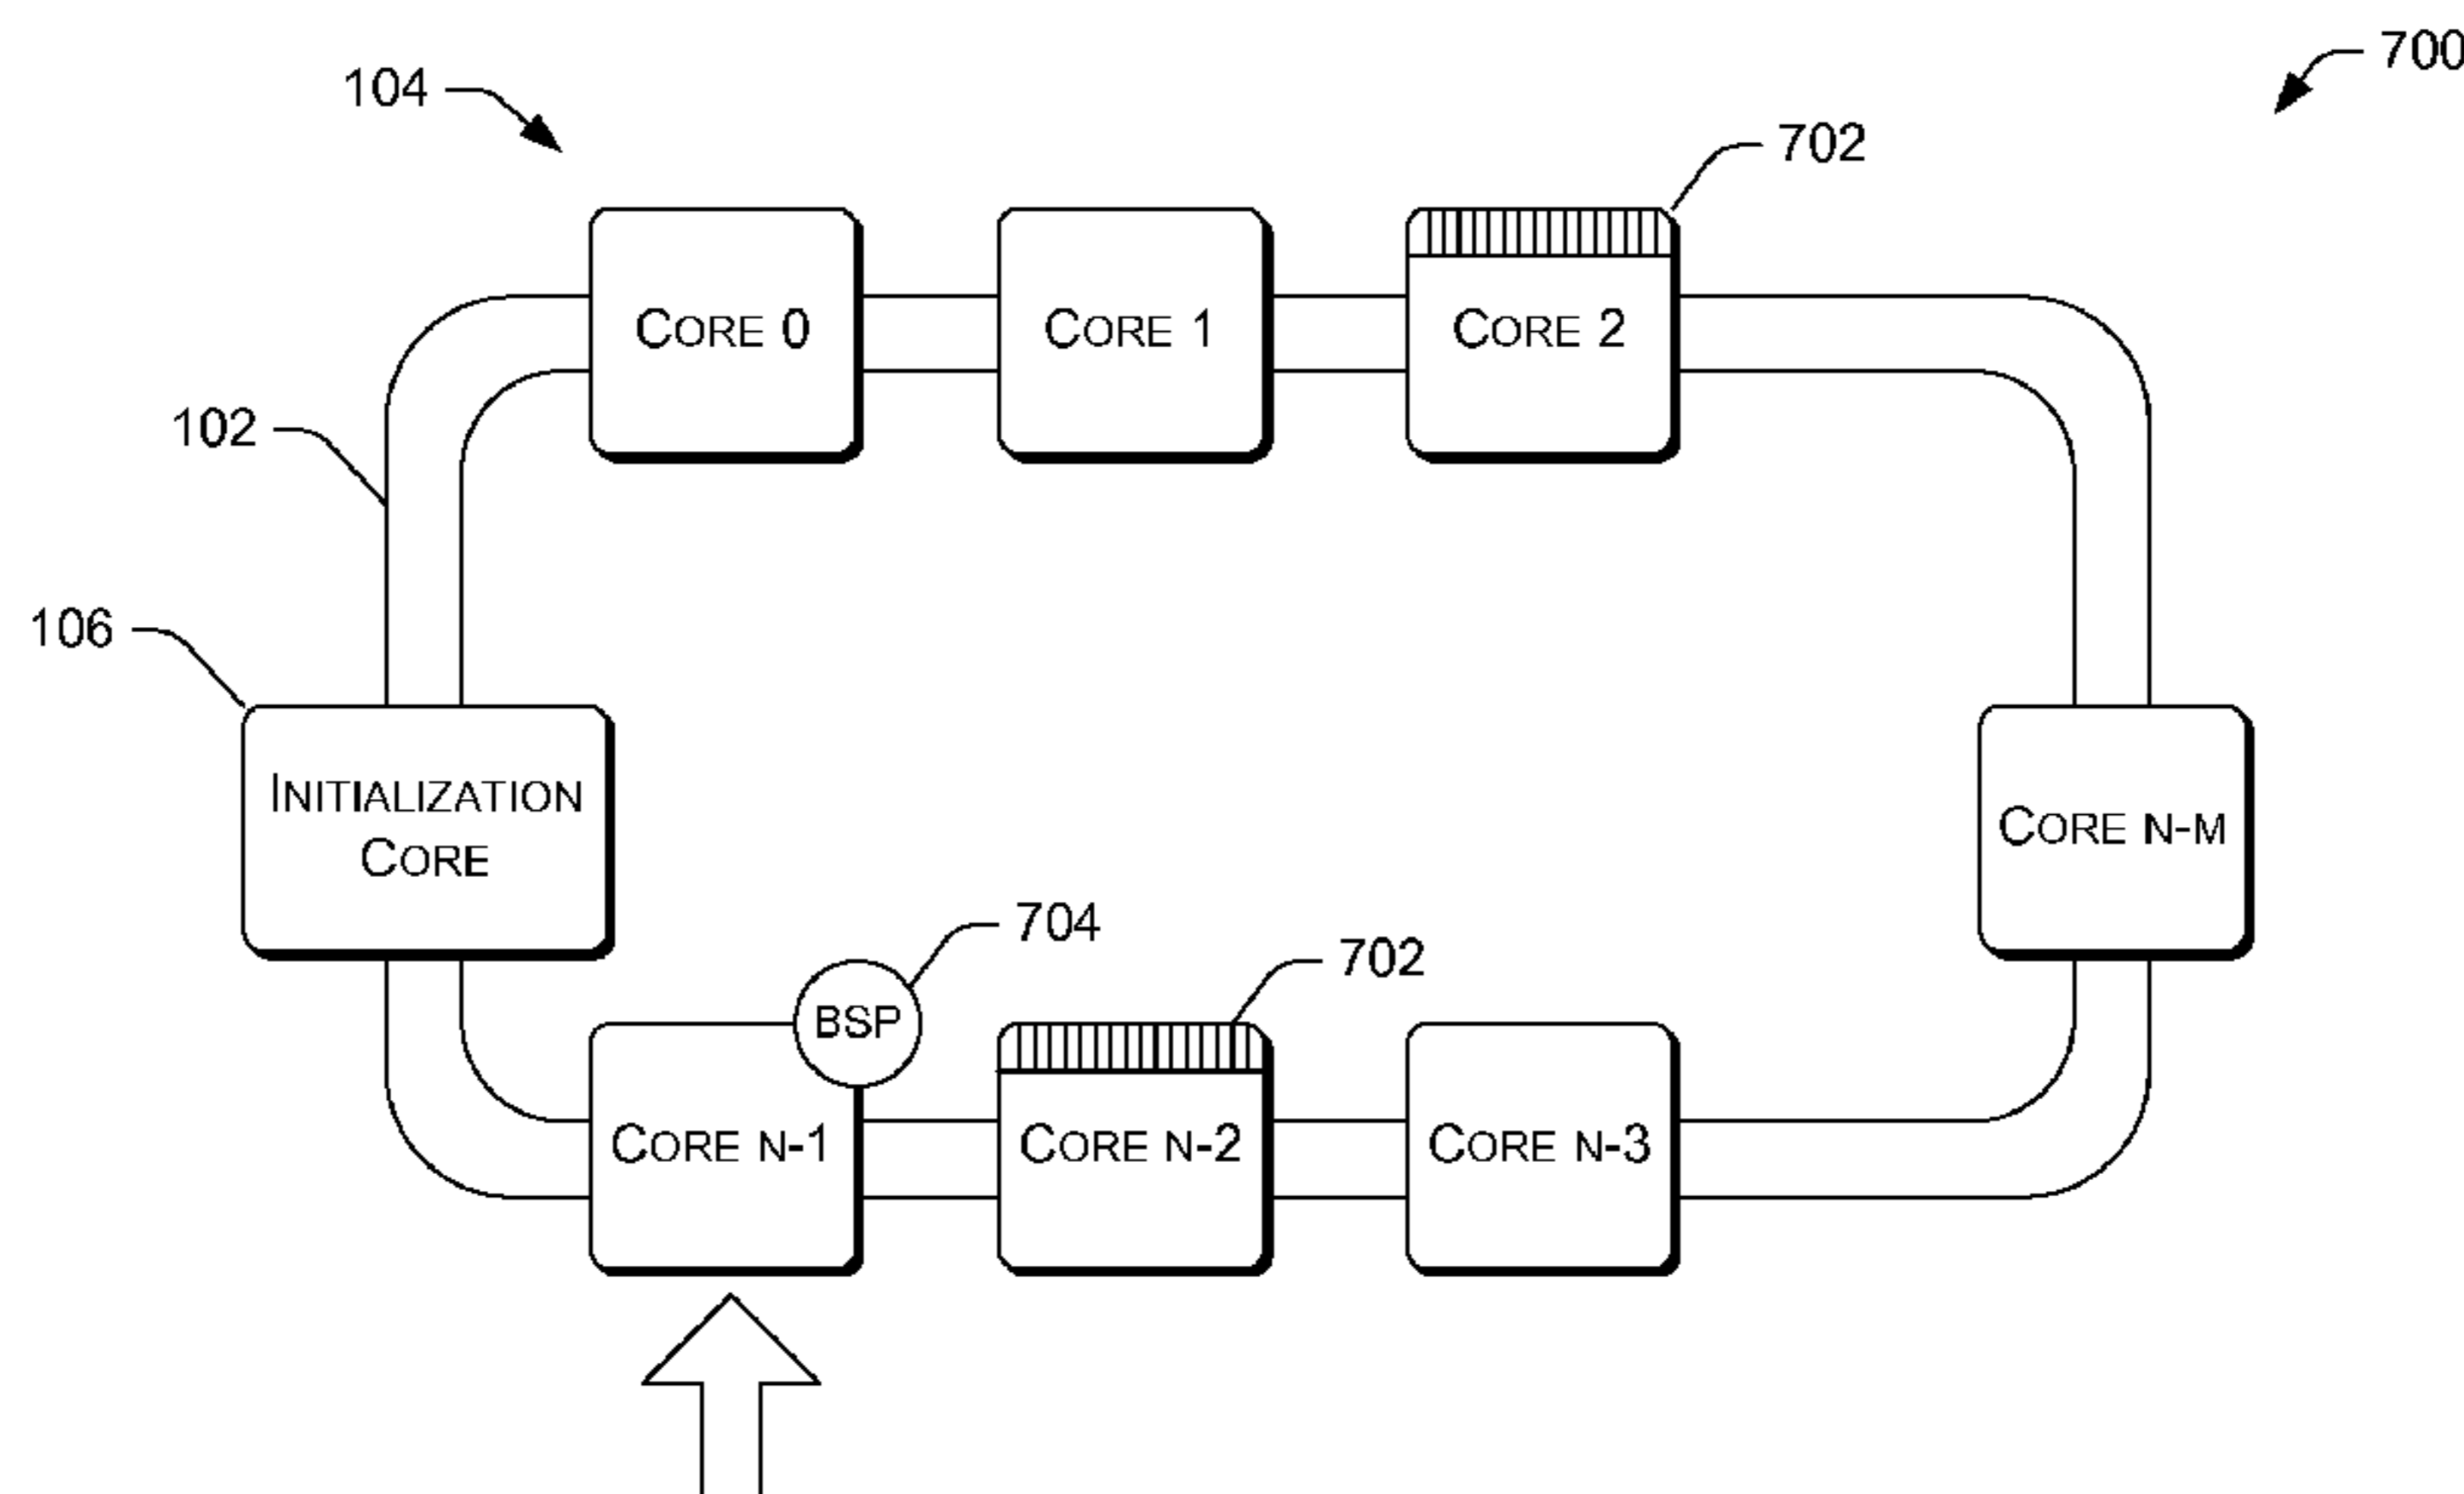 700
104
702
CORE 0
CORE 1
CORE 2
102
106
INITIALIZATION
CORE
CORE N-M
704
702
BSP
CORE N-1
CORE N-2
CORE N-3